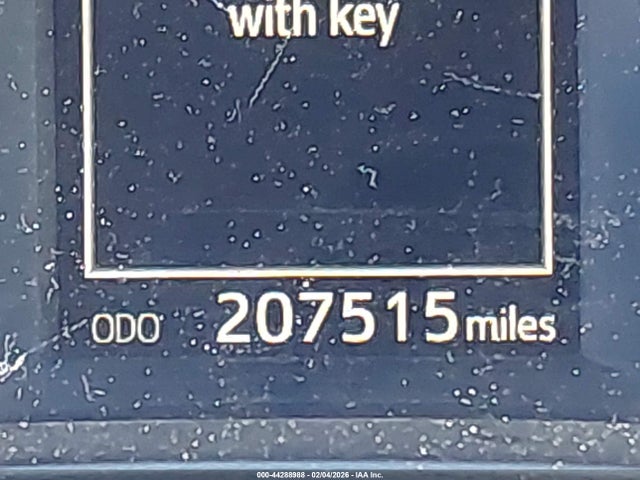 with key
ODO 207515 miles
000-44288988 - 02/04/2026 - IAA Inc.